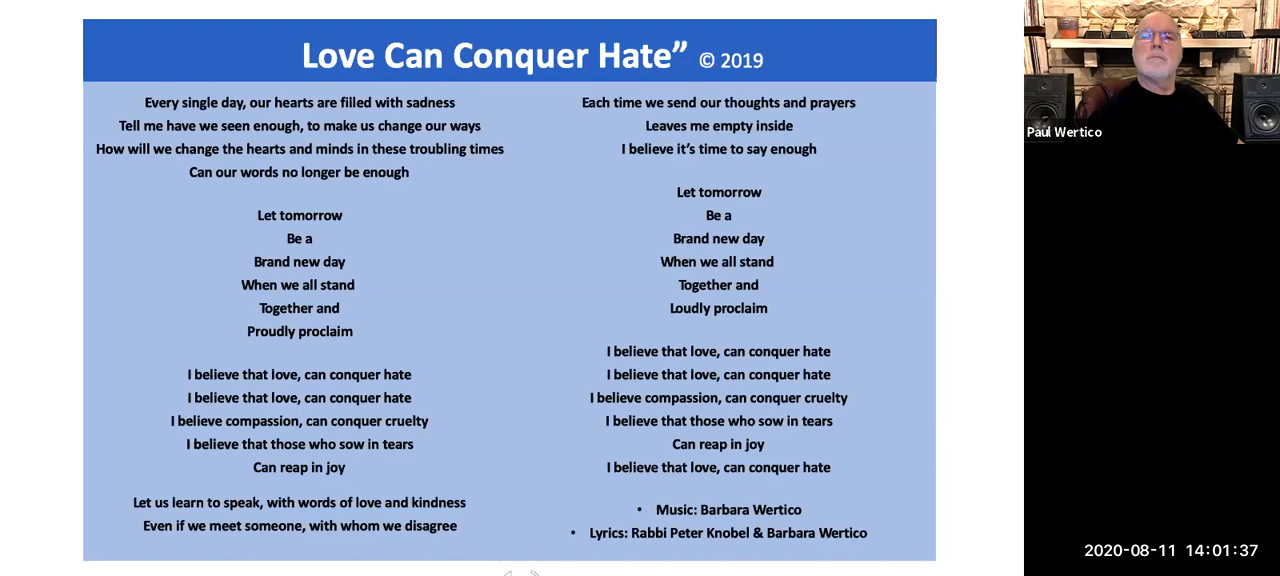 Love Can Conquer Hate” © 2019
Every single day, our hearts are filled with sadness
Tell me have we seen enough, to make us change our ways
How will we change the hearts and minds in these troubling times
Can our words no longer be enough
Let tomorrow
Be a
Brand new day
When we all stand
Together and
Proudly proclaim
I believe that love, can conquer hate
I believe that love, can conquer hate
I believe compassion, can conquer cruelty
I believe that those who sow in tears
Can reap in joy
Let us learn to speak, with words of love and kindness
Even if we meet someone, with whom we disagree
Each time we send our thoughts and prayers
Leaves me empty inside
I believe it’s time to say enough
Let tomorrow
Be a
Brand new day
When we all stand
Together and
Loudly proclaim
I believe that love, can conquer hate
I believe that love, can conquer hate
I believe compassion, can conquer cruelty
I believe that those who sow in tears
Can reap in joy
I believe that love, can conquer hate
• Music: Barbara Wertico
• Lyrics: Rabbi Peter Knobel & Barbara Wertico
Paul Wertico
2020-08-11 14:01:37